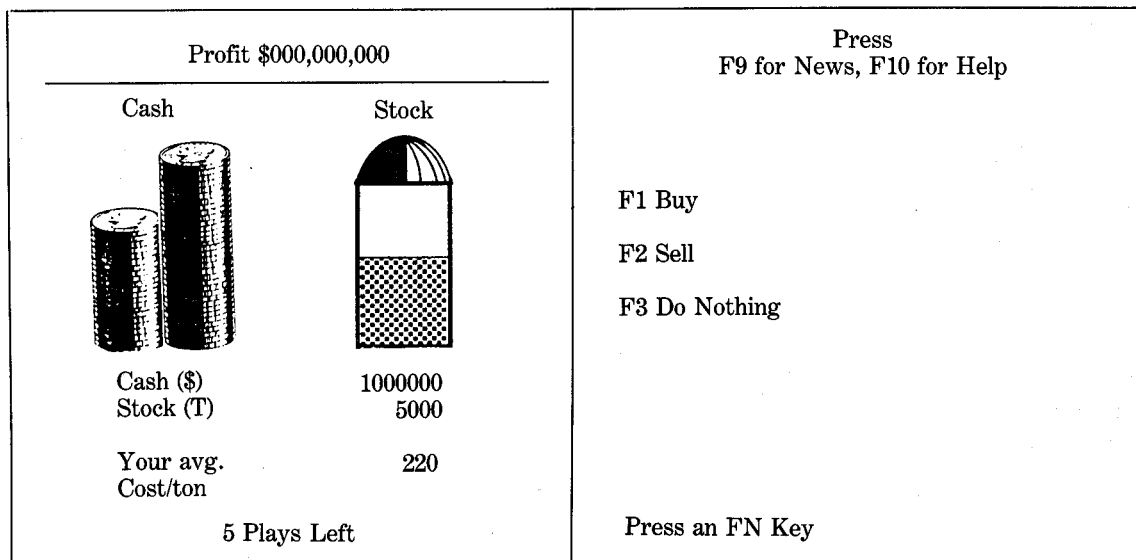 Profit $000,000,000
Cash Stock
Cash ($) 1000000
Stock (T) 5000
Your avg. 220
Cost/ton
5 Plays Left
Press
F9 for News, F10 for Help
F1 Buy
F2 Sell
F3 Do Nothing
Press an FN Key